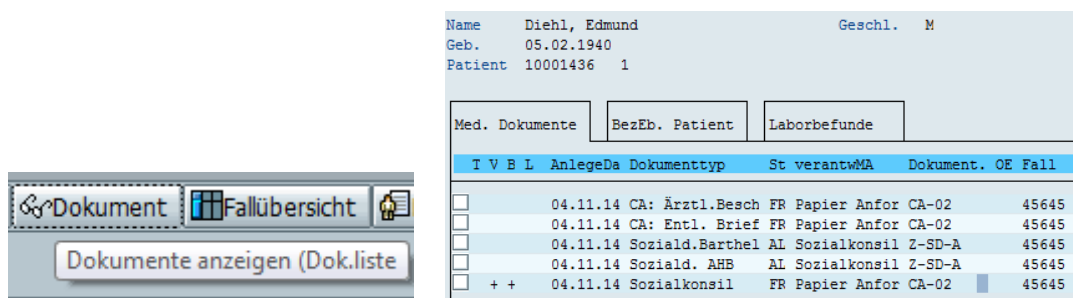 Dokument Fallübersicht
Dokumente anzeigen (Dok.liste
Name Diehl, Edmund Geschl. M
Geb. 05.02.1940
Patient 10001436 1
Med. Dokumente BezEb. Patient Laborbefunde
T V B L AnlegeDa Dokumenttyp St verantwMA Dokument. OE Fall
04.11.14 CA: Ärztl.Besch FR Papier Anfor CA-02 45645
04.11.14 CA: Entl. Brief FR Papier Anfor CA-02 45645
04.11.14 Soziald.Barthel AL Sozialkonsil Z-SD-A 45645
04.11.14 Soziald. AHB AL Sozialkonsil Z-SD-A 45645
+ + 04.11.14 Sozialkonsil FR Papier Anfor CA-02 45645